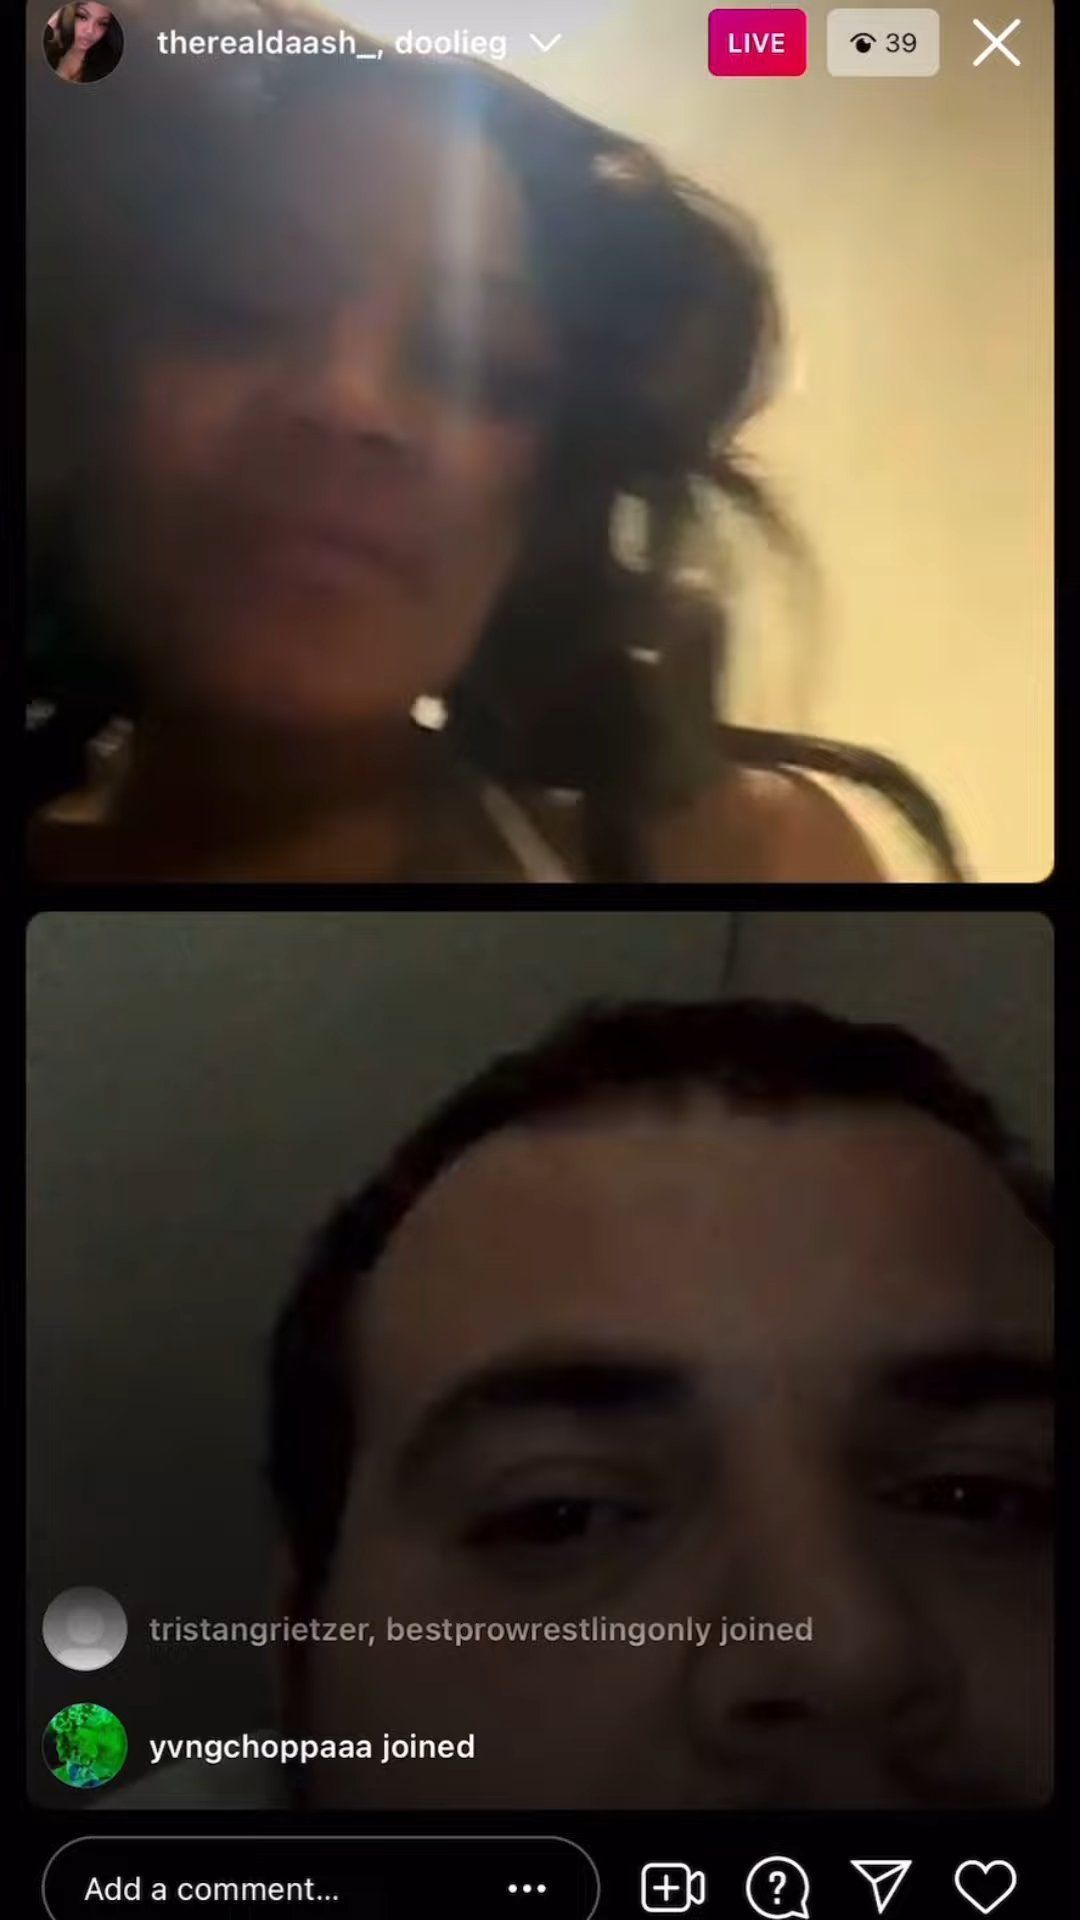 therealdaash_, doolieg
LIVE
39
tristangrietzer, bestprowrestlingonly joined
yvngchoppaaa joined
Add a comment...